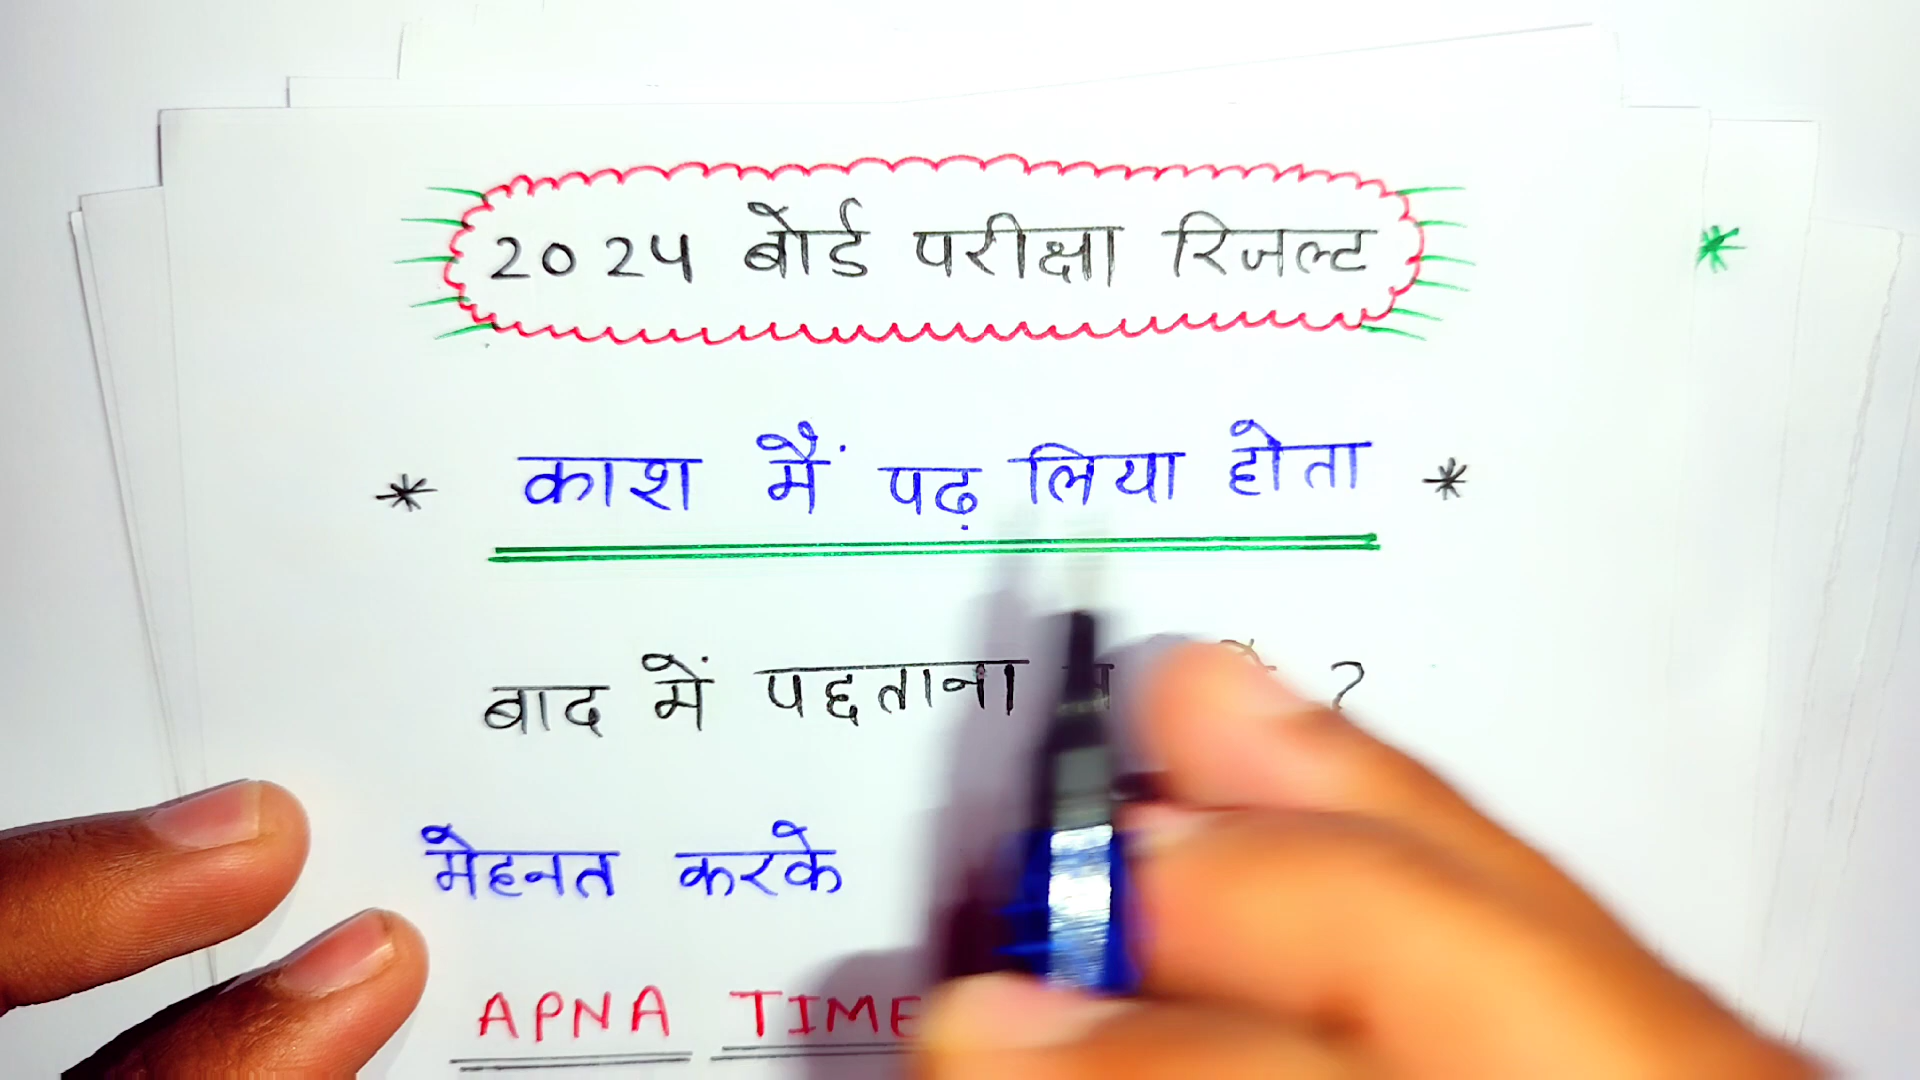 2024 बोर्ड परीक्षा रिजल्ट
काश मैं पढ़ लिया होता
बाद में पछताना ?
मेहनत करके
APNA TIME